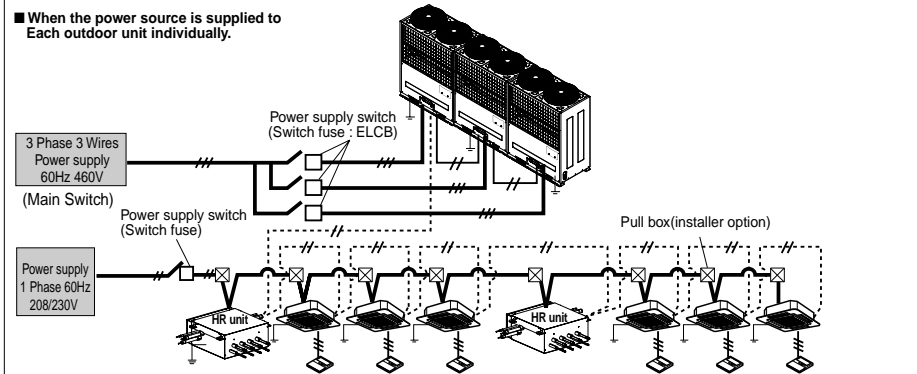 ■ When the power source is supplied to
Each outdoor unit individually.
Power supply switch
(Switch fuse : ELCB)
3 Phase 3 Wires
Power supply
60Hz 460V
(Main Switch)
Power supply switch
(Switch fuse)
Pull box(installer option)
Power supply
1 Phase 60Hz
208/230V
HR unit
HR unit